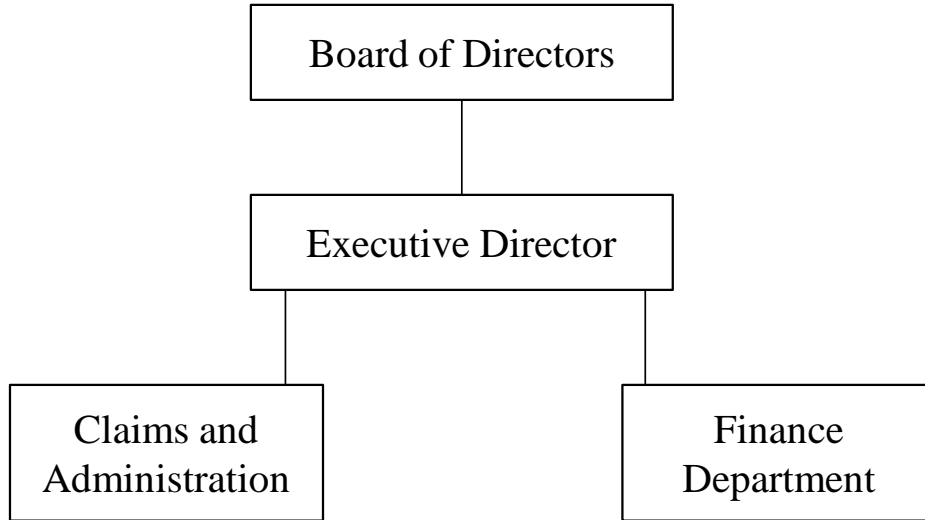 Board of Directors
Executive Director
Claims and
Administration
Finance
Department